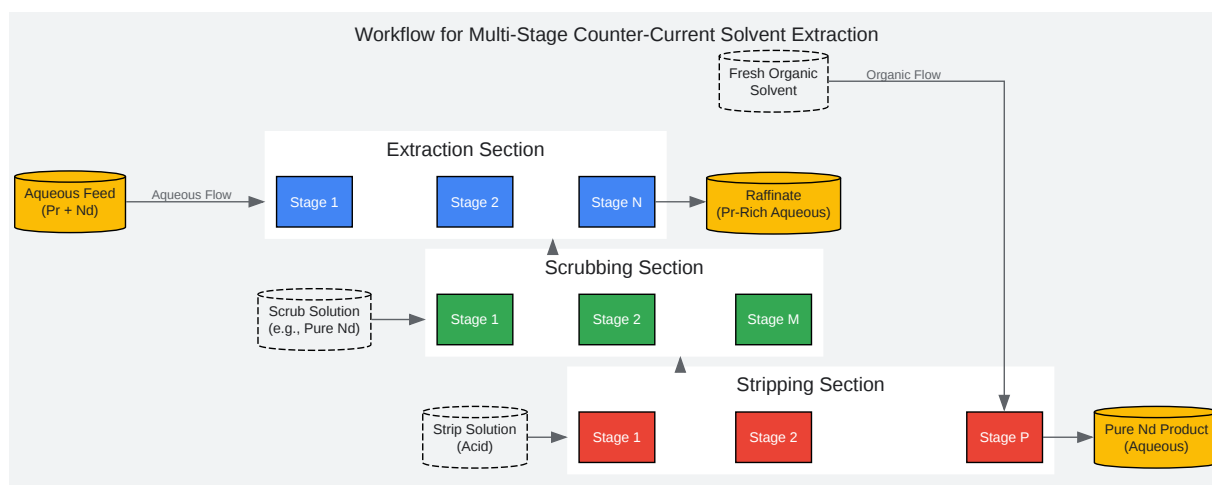 Workflow for Multi-Stage Counter-Current Solvent Extraction
Fresh Organic
Solvent
Organic Flow
Extraction Section
Aqueous Feed
(Pr + Nd)
Aqueous Flow
Stage 1
Stage 2
Stage N
Raffinate
(Pr-Rich Aqueous)
Scrubbing Section
Scrub Solution
(e.g., Pure Nd)
Stage 1
Stage 2
Stage M
Stripping Section
Strip Solution
(Acid)
Stage 1
Stage 2
Stage P
Pure Nd Product
(Aqueous)